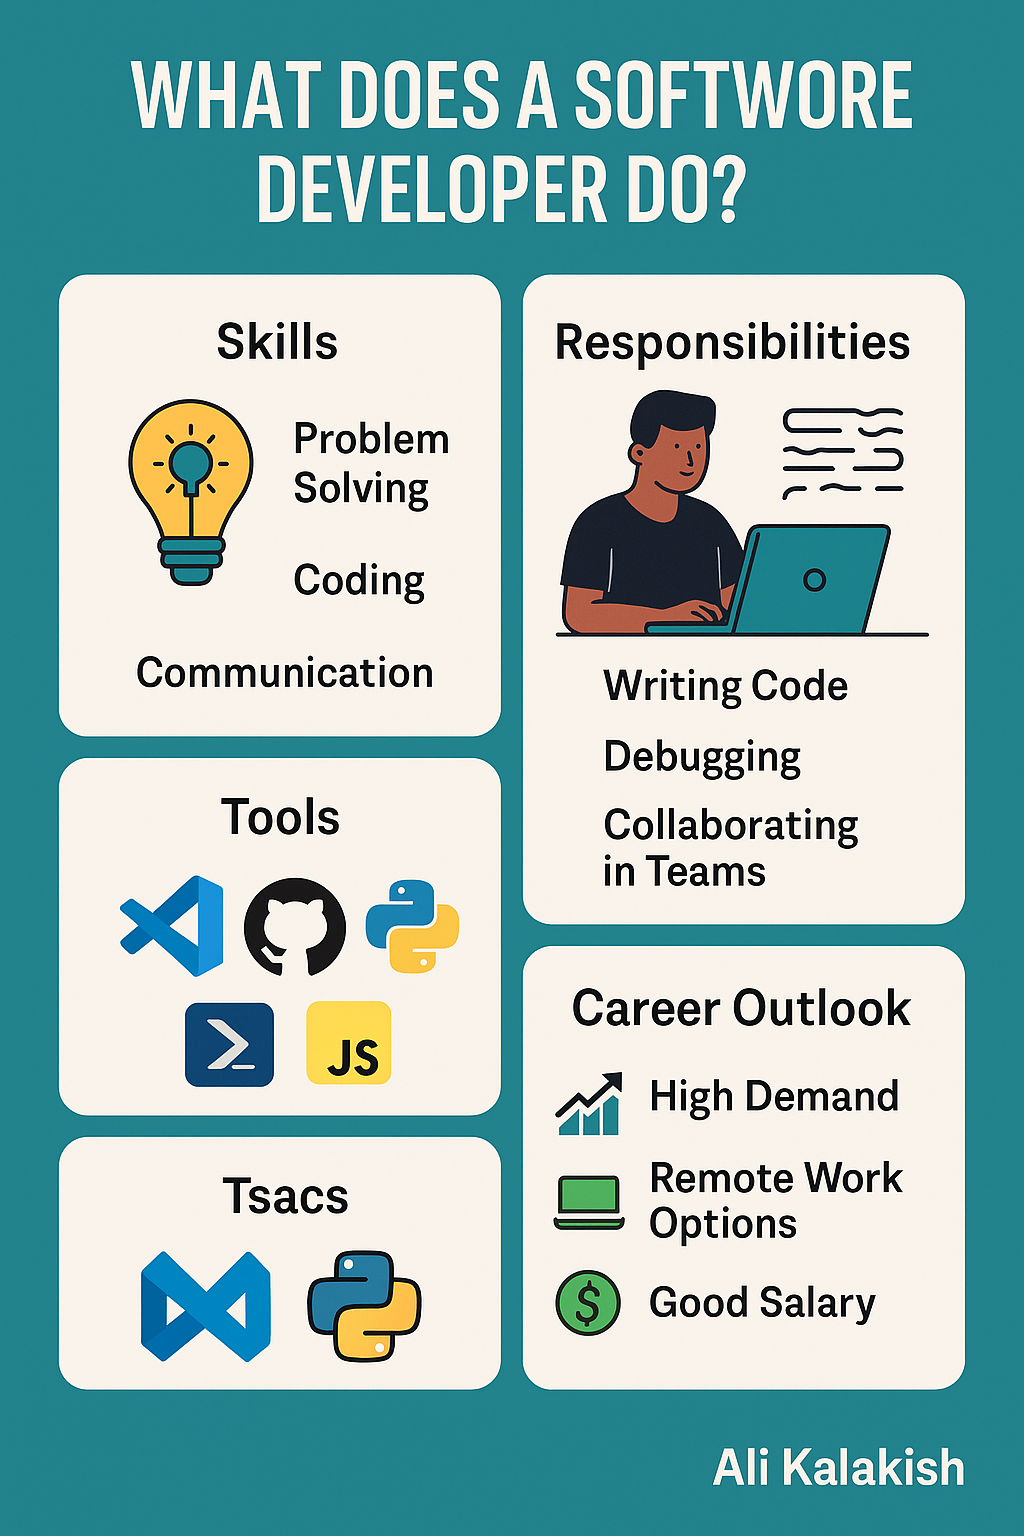 WHAT DOES A SOFTWORE
DEVELOPER DO?
Skills
Problem
Solving
Coding
Communication
Responsibilities
Writing Code
Debugging
Collaborating
in Teams
Tools
JS
Tsacs
Career Outlook
High Demand
Remote Work
Options
$
Good Salary
Ali Kalakish